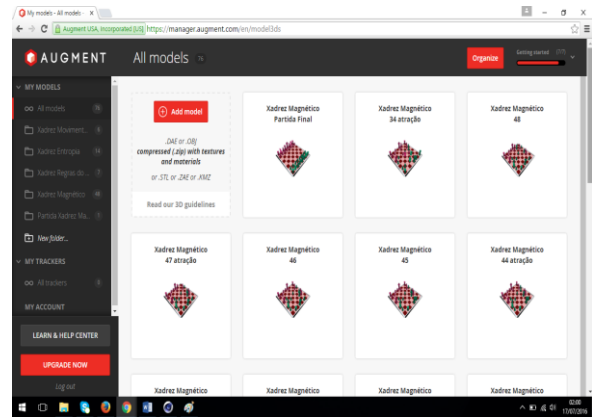 My models - All models
Augment USA, Incorporated [US] https://manager.augment.com/en/model3ds
AUGMENT
All models 76
Organize
Getting started
MY MODELS
All models 76
Xadrez Movimen...
Xadrez Entropia
Xadrez Regras do ...
Xadrez Magnético
Partida Xadrez Ma...
New folder...
MY TRACKERS
All trackers
MY ACCOUNT
LEARN & HELP CENTER
UPGRADE NOW
Log out
Add model
.DAE or .OBJ
compressed (.zip) with textures
and materials
or .STL or .ZAE or .KMZ
Read our 3D guidelines
Xadrez Magnético
Partida Final
Xadrez Magnético
34 atração
Xadrez Magnético
48
Xadrez Magnético
47 atração
Xadrez Magnético
46
Xadrez Magnético
45
Xadrez Magnético
44 atração
Xadrez Magnético
Xadrez Magnético
Xadrez Magnético
Xadrez Magnético
02:00
17/07/2016